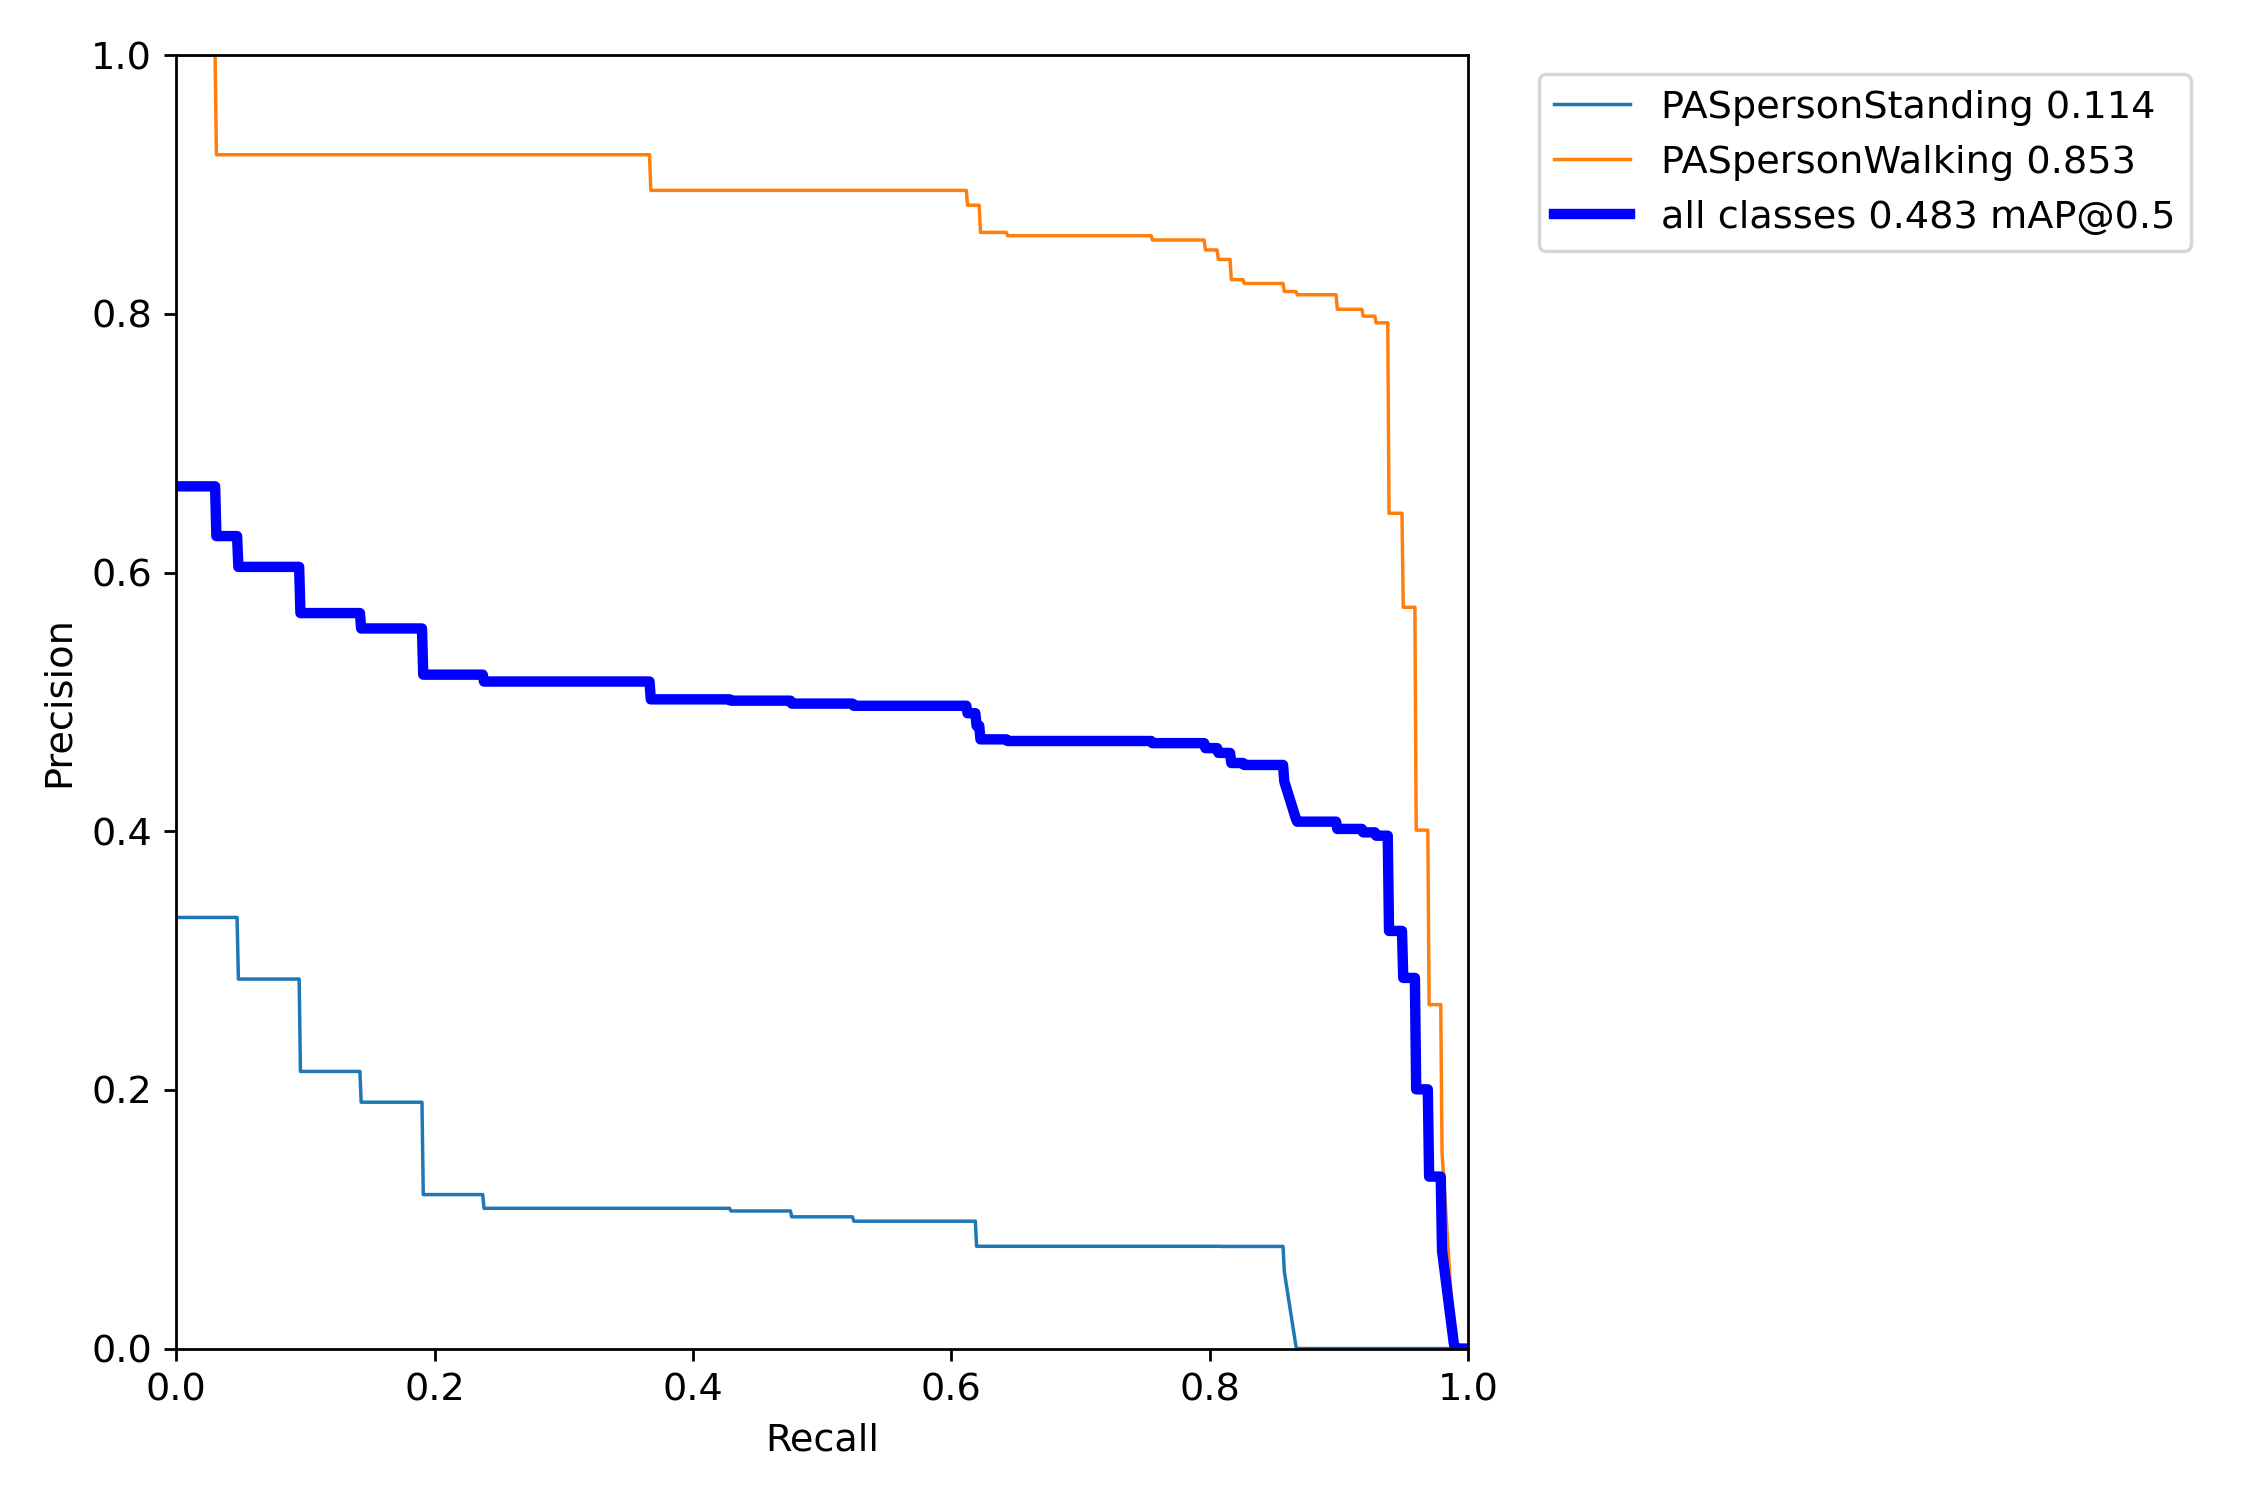 PASpersonStanding 0.114
PASpersonWalking 0.853
all classes 0.483 mAP@0.5
Precision
1.0
0.8
0.6
0.4
0.2
0.0
0.0 0.2 0.4 0.6 0.8 1.0
Recall